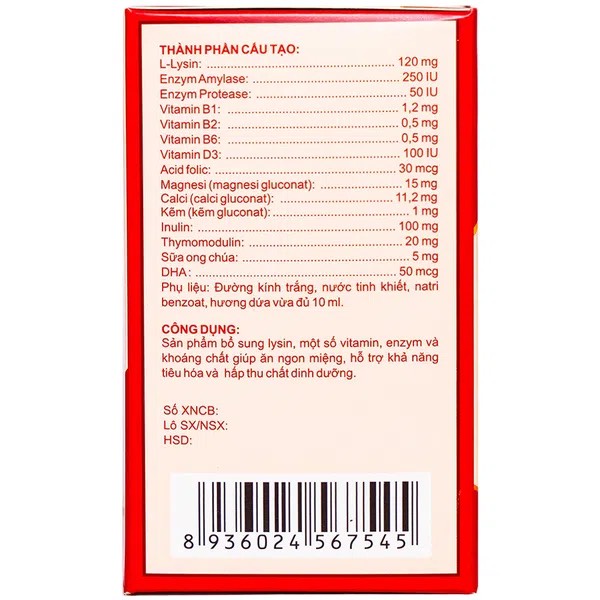 THÀNH PHẦN CẤU TẠO:
L-Lysin: ........ 120 mg
Enzym Amylase: ........ 250 IU
Enzym Protease: ........ 50 IU
Vitamin B1: ........ 1,2 mg
Vitamin B2: ........ 0,5 mg
Vitamin B6: ........ 0,5 mg
Vitamin D3: ........ 100 IU
Acid folic: ........ 30 mcg
Magnesi (magnesi gluconat): ........ 15 mg
Calci (calci gluconat): ........ 11,2 mg
Kẽm (kẽm gluconat): ........ 1 mg
Inulin: ........ 100 mg
Thymomodulin: ........ 20 mg
Sữa ong chúa: ........ 5 mg
DHA: ........ 50 mcg
Phụ liệu: Đường kính trắng, nước tinh khiết, natri
benzoat, hương dứa vừa đủ 10 ml.
CÔNG DỤNG:
Sản phẩm bổ sung lysin, một số vitamin, enzym và
khoáng chất giúp ăn ngon miệng, hỗ trợ khả năng
tiêu hóa và hấp thu chất dinh dưỡng.
Số XNCB:
Lô SX/NSX:
HSD:
8 936024 567545